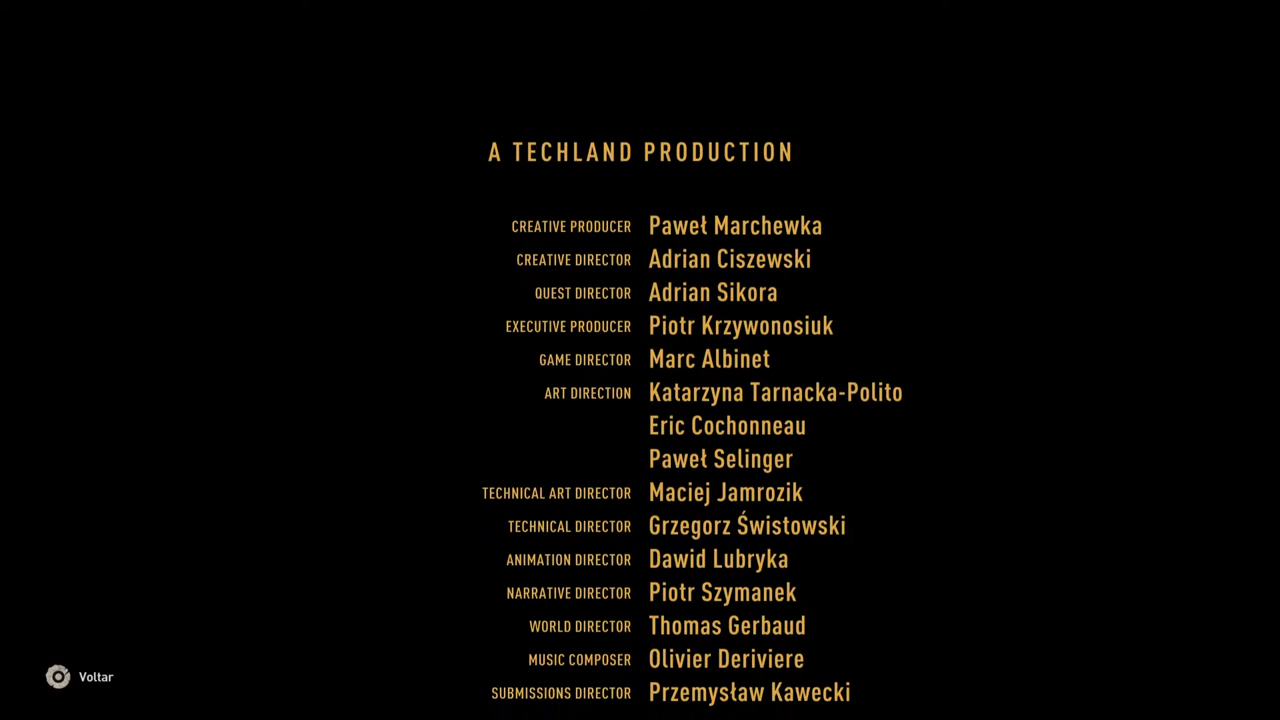 A TECHLAND PRODUCTION
CREATIVE PRODUCER Paweł Marchewka
CREATIVE DIRECTOR Adrian Ciszewski
QUEST DIRECTOR Adrian Sikora
EXECUTIVE PRODUCER Piotr Krzywonosiuk
GAME DIRECTOR Marc Albinet
ART DIRECTION Katarzyna Tarnacka-Polito
Eric Cochonneau
Paweł Selinger
TECHNICAL ART DIRECTOR Maciej Jamrozik
TECHNICAL DIRECTOR Grzegorz Świstowski
ANIMATION DIRECTOR Dawid Lubryka
NARRATIVE DIRECTOR Piotr Szymanek
WORLD DIRECTOR Thomas Gerbaud
MUSIC COMPOSER Olivier Deriviere
Voltar
SUBMISSIONS DIRECTOR Przemysław Kawecki